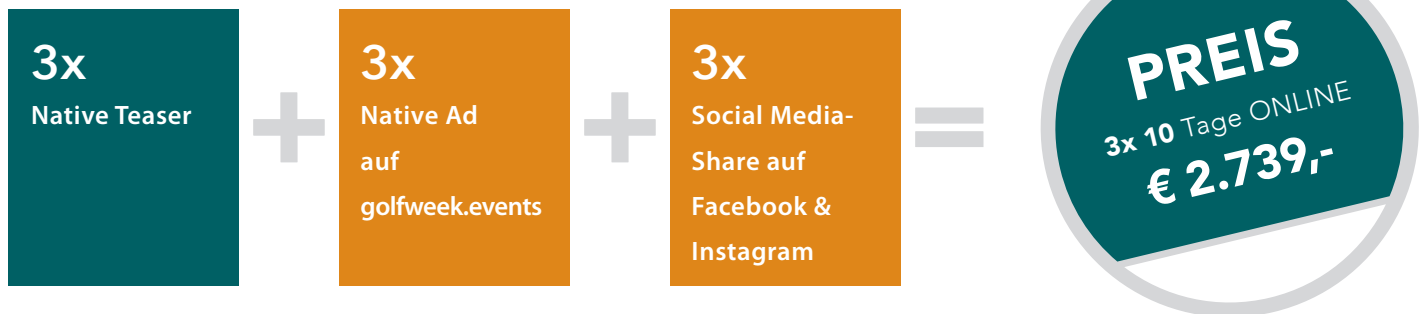 3x
Native Teaser
+
3x
Native Ad
auf
golfweek.events
+
3x
Social Media-
Share auf
Facebook &
Instagram
=
PREIS
3x 10 Tage ONLINE
€ 2.739,-